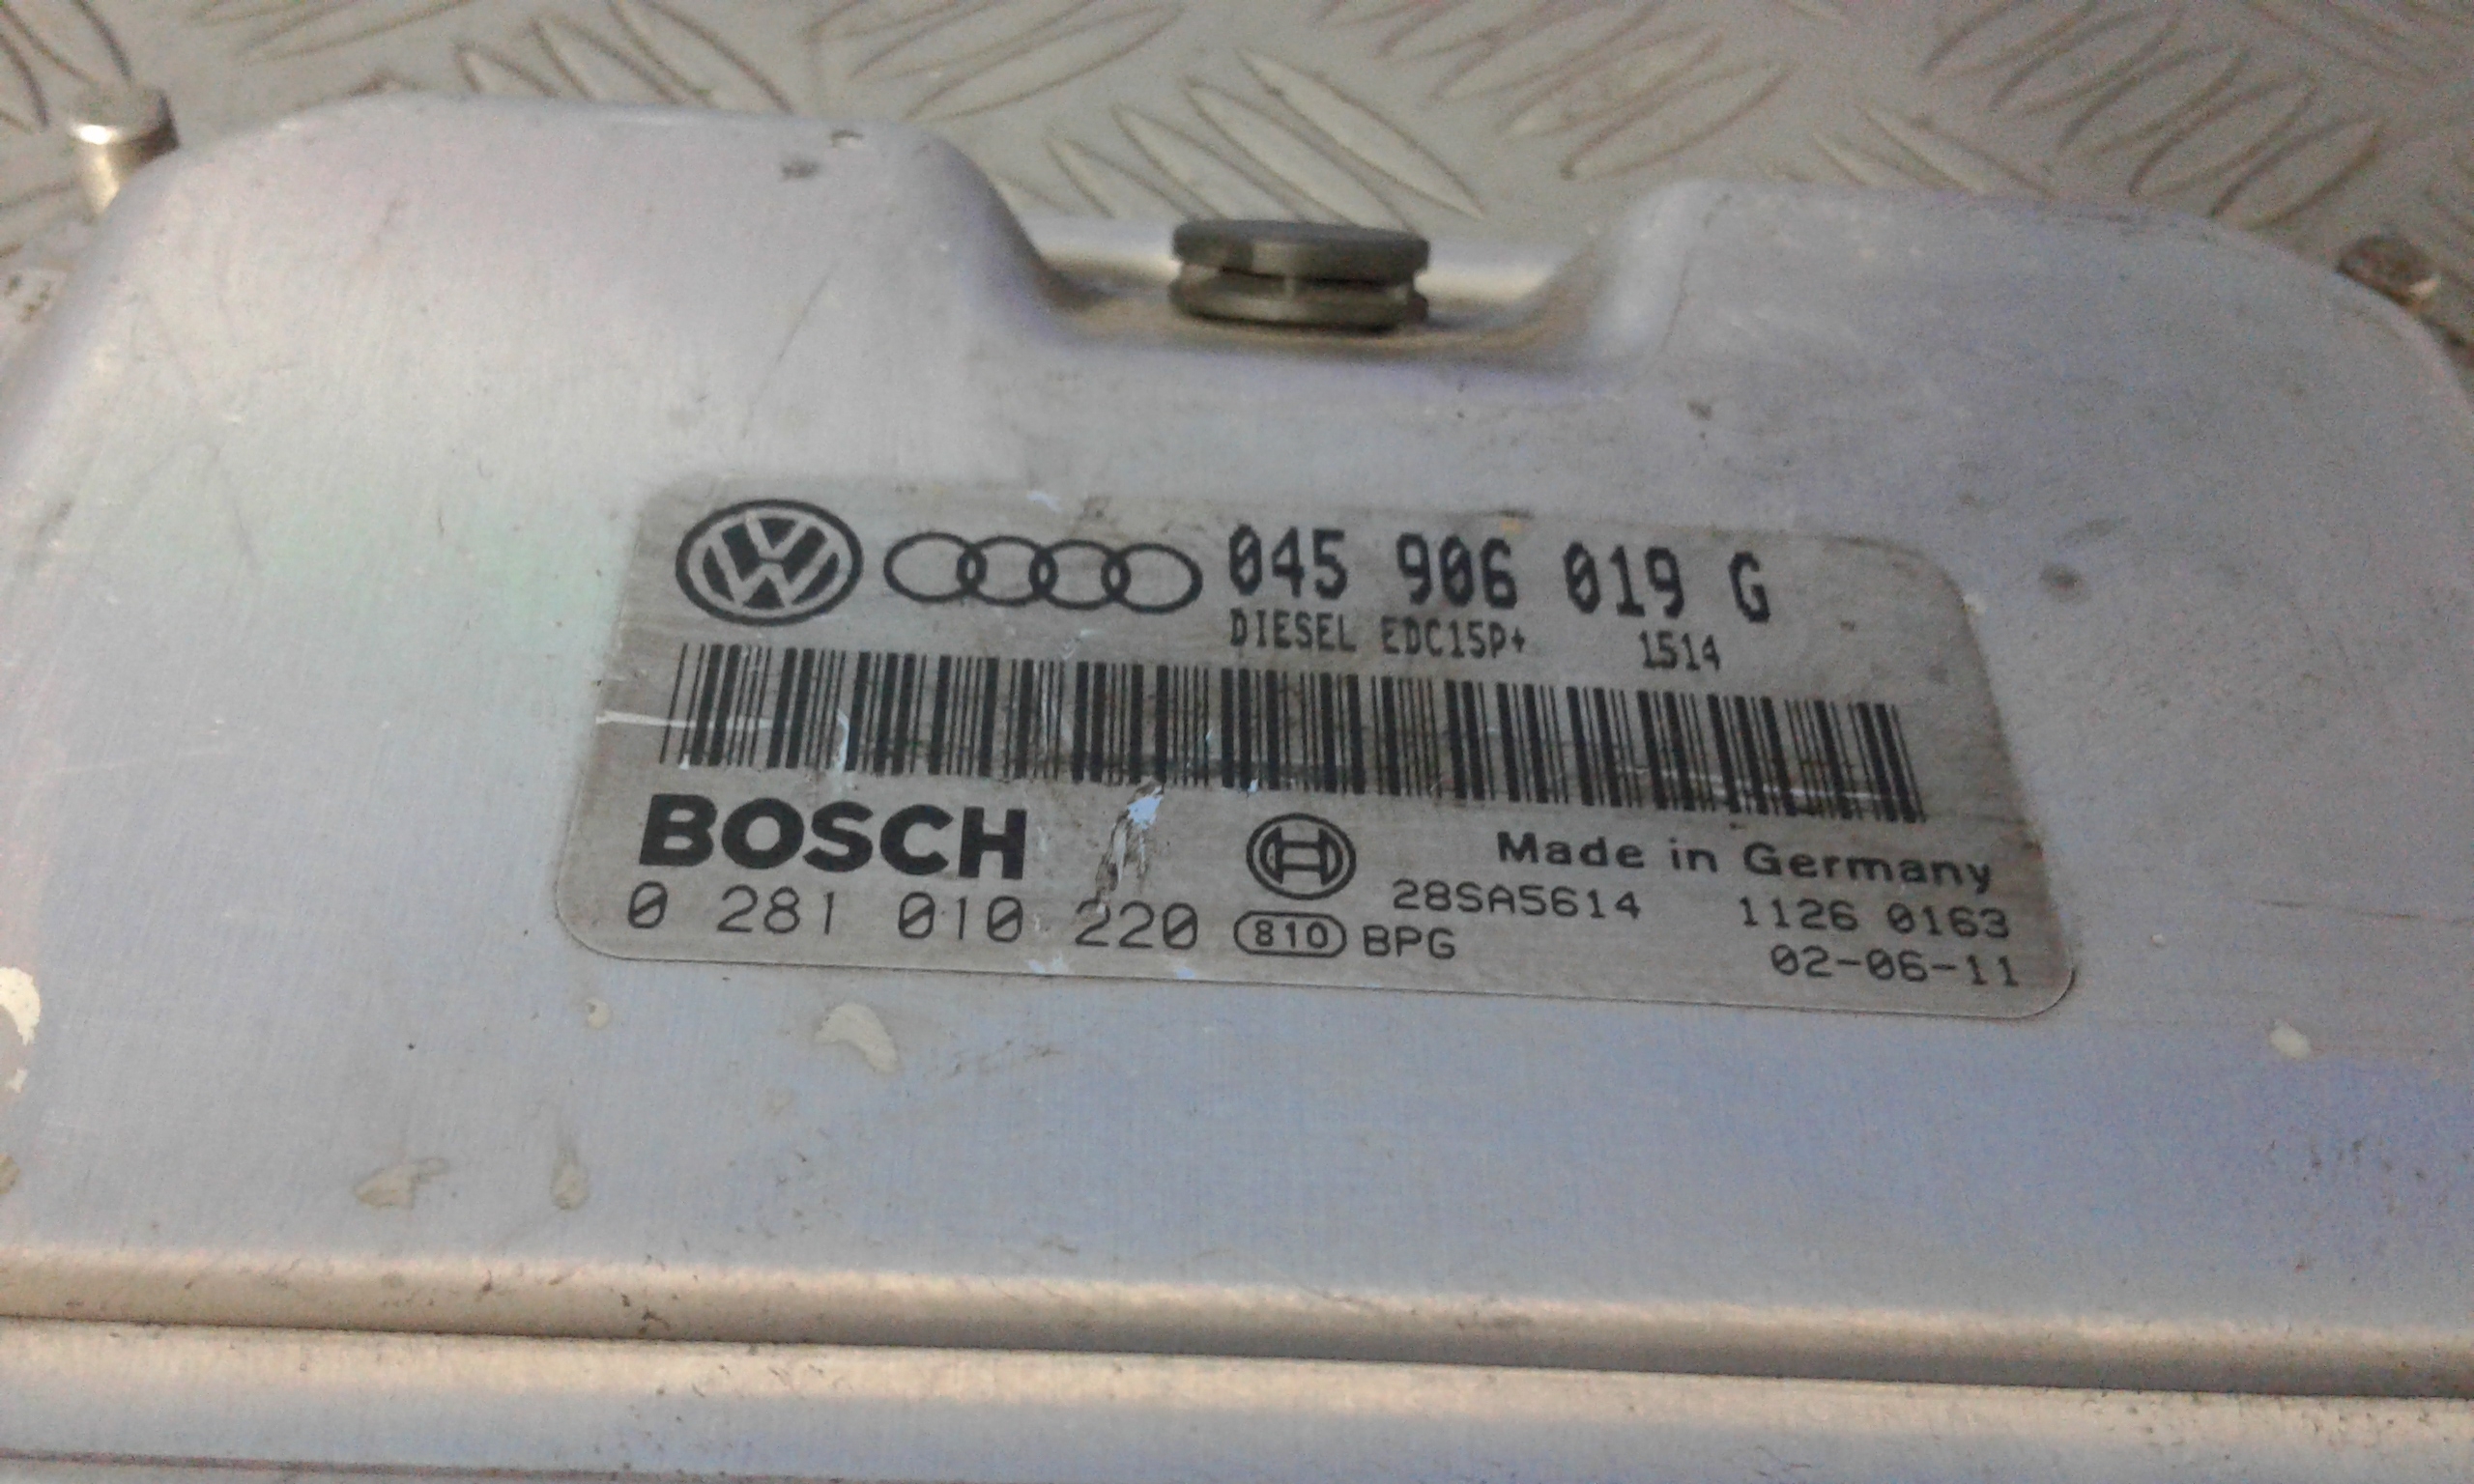 045 906 019 G
DIESEL EDC15P+ 1514
BOSCH
Made in Germany
0 281 010 220
28SA5614 1126 0163
810 BPG
02-06-11